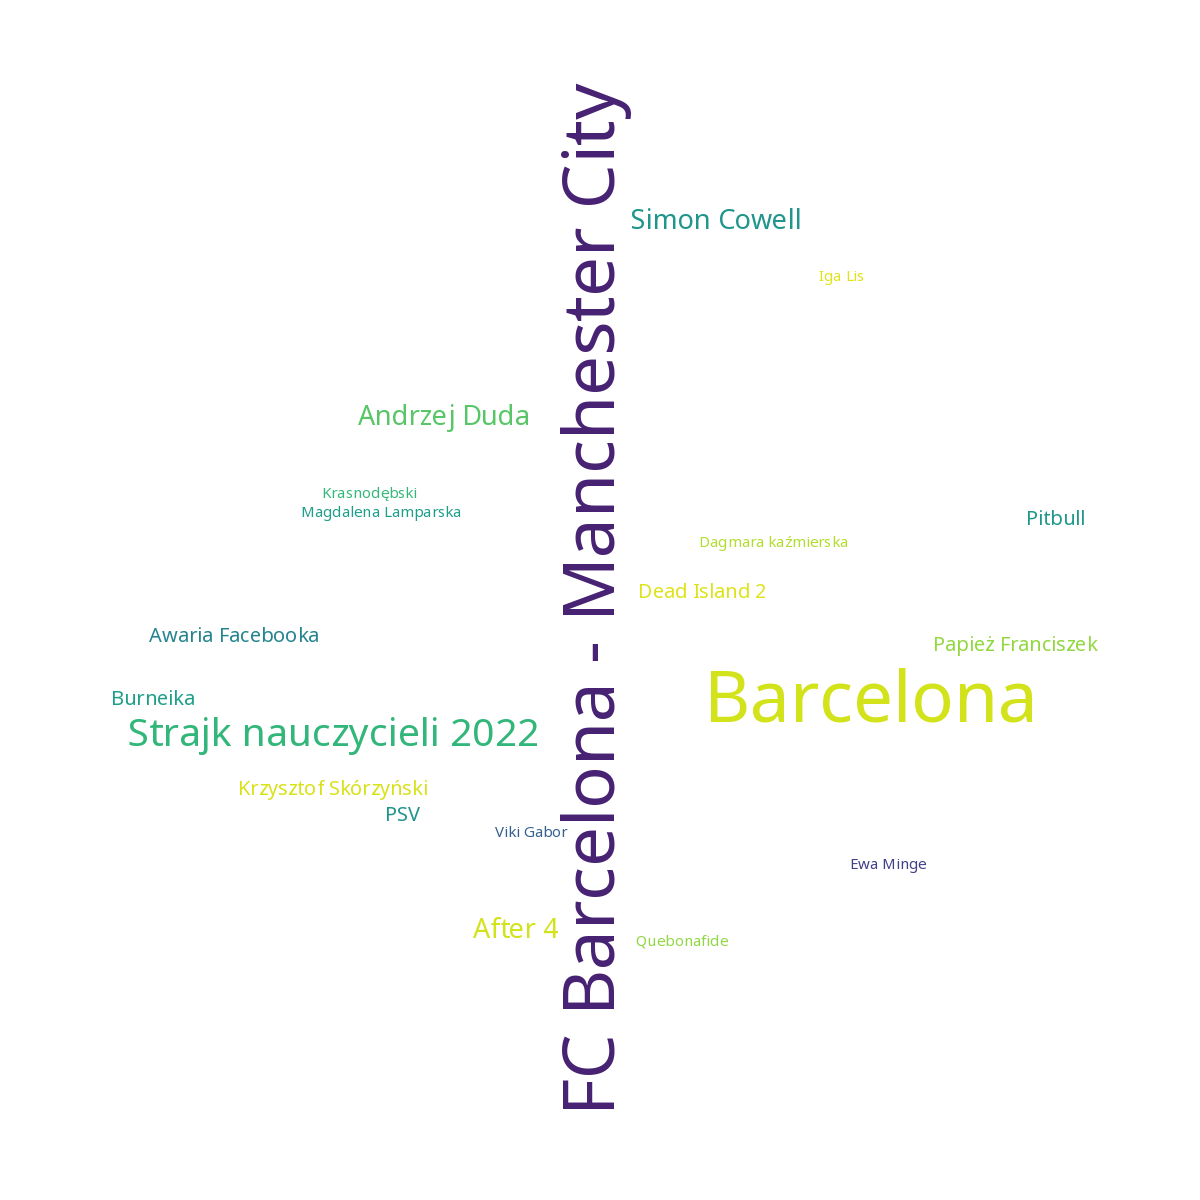 FC Barcelona - Manchester City
Simon Cowell
Iga Lis
Andrzej Duda
Krasnodębski
Magdalena Lamparska
Pitbull
Dagmara kaźmierska
Dead Island 2
Awaria Facebooka
Papież Franciszek
Burneika
Barcelona
Strajk nauczycieli 2022
Krzysztof Skórzyński
PSV
Viki Gabor
Ewa Minge
After 4
Quebonafide